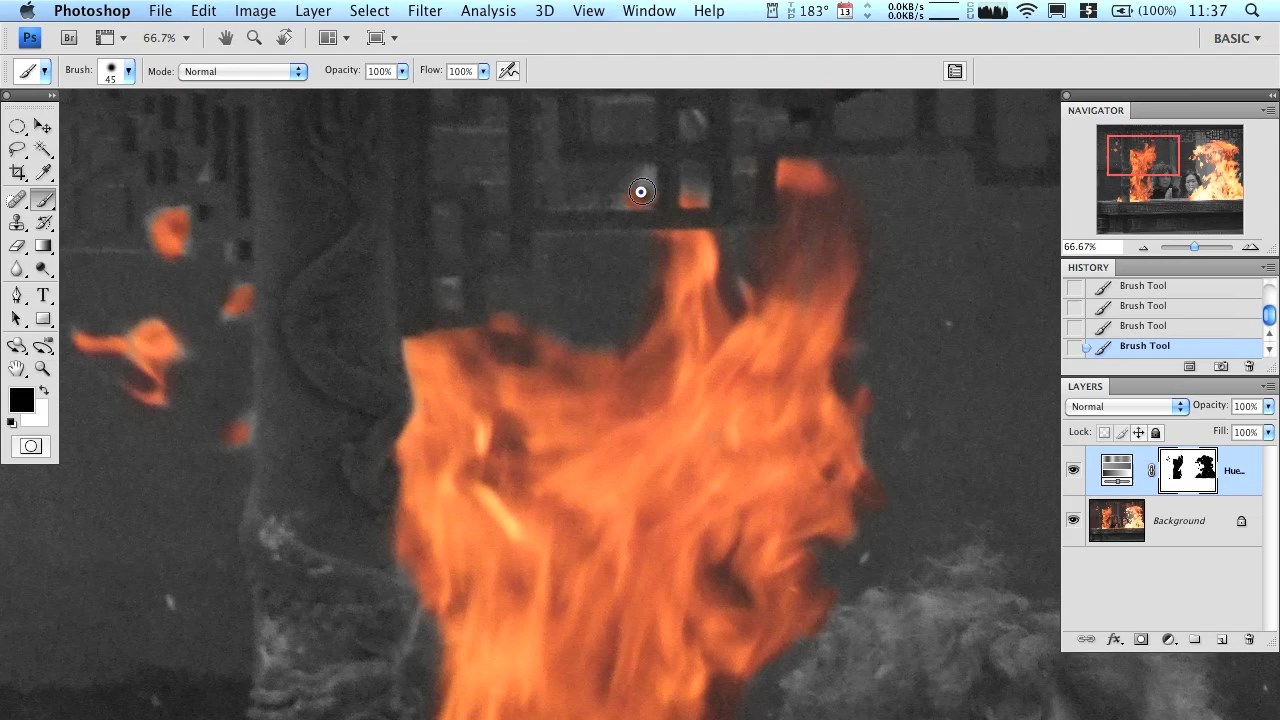 Photoshop File Edit Image Layer Select Filter Analysis 3D View Window Help 183° 13 0.0KB/s 0.0KB/s (100%) 11:37
Ps Br 66.7% BASIC
Brush: 45 Mode: Normal Opacity: 100% Flow: 100%
NAVIGATOR
66.67%
HISTORY
Brush Tool
Brush Tool
Brush Tool
Brush Tool
LAYERS
Normal Opacity: 100%
Lock: Fill: 100%
Hue...
Background
fx
T